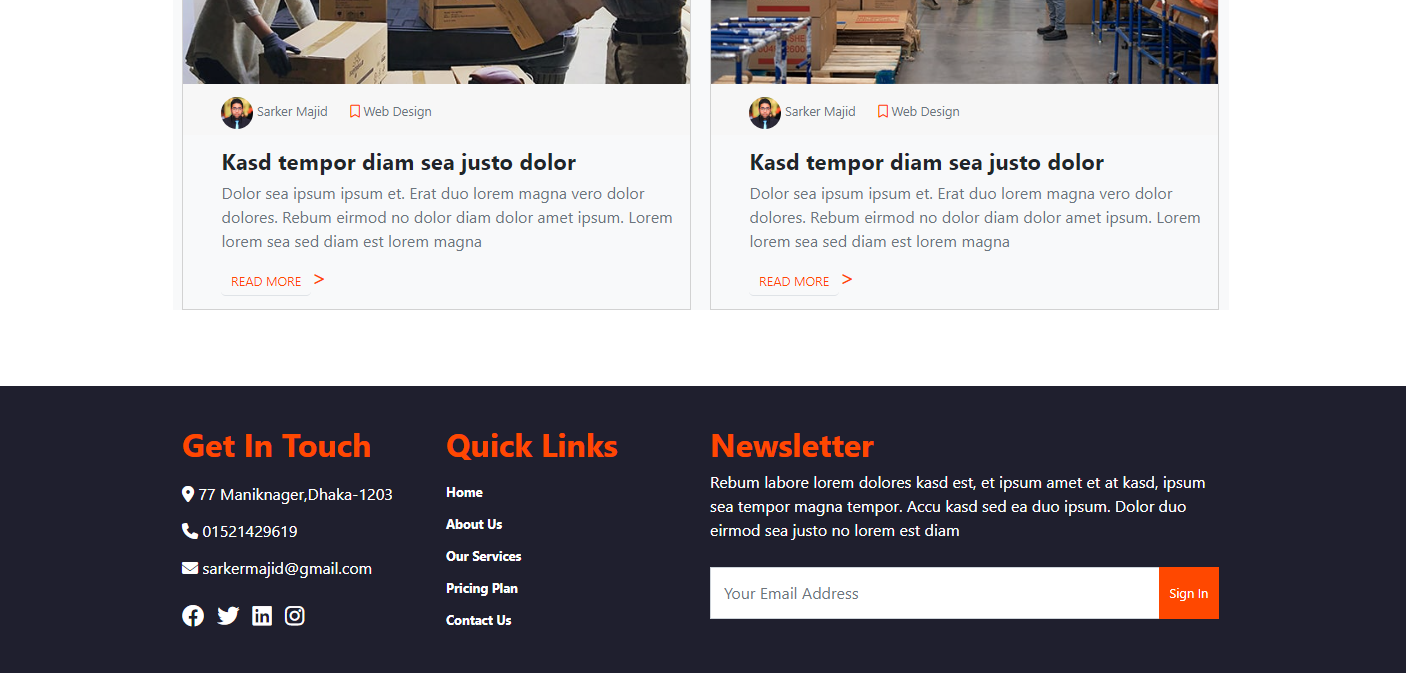 Sarker Majid Web Design
Kasd tempor diam sea justo dolor
Dolor sea ipsum ipsum et. Erat duo lorem magna vero dolor
dolores. Rebum eirmod no dolor diam dolor amet ipsum. Lorem
lorem sea sed diam est lorem magna
READ MORE >
Sarker Majid Web Design
Kasd tempor diam sea justo dolor
Dolor sea ipsum ipsum et. Erat duo lorem magna vero dolor
dolores. Rebum eirmod no dolor diam dolor amet ipsum. Lorem
lorem sea sed diam est lorem magna
READ MORE >
Get In Touch
77 Maniknager,Dhaka-1203
01521429619
sarkermajid@gmail.com
Quick Links
Home
About Us
Our Services
Pricing Plan
Contact Us
Newsletter
Rebum labore lorem dolores kasd est, et ipsum amet et at kasd, ipsum
sea tempor magna tempor. Accu kasd sed ea duo ipsum. Dolor duo
eirmod sea justo no lorem est diam
Your Email Address
Sign In